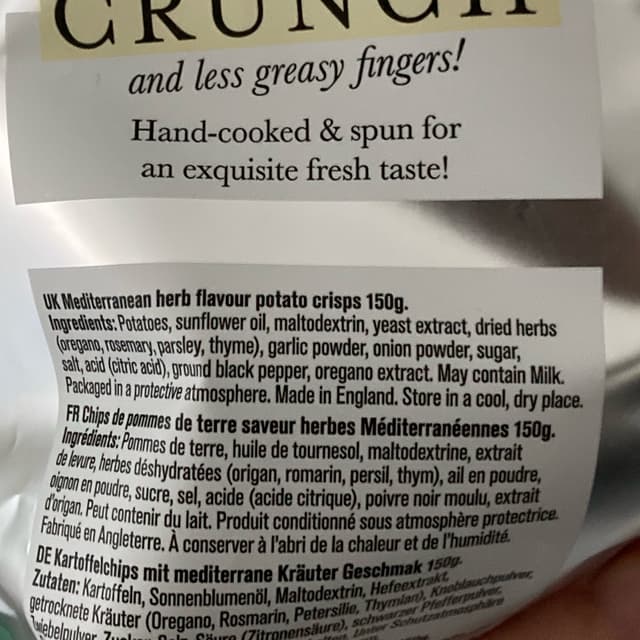 CRUNCH
and less greasy fingers!
Hand-cooked & spun for
an exquisite fresh taste!
UK Mediterranean herb flavour potato crisps 150g.
Ingredients: Potatoes, sunflower oil, maltodextrin, yeast extract, dried herbs
(oregano, rosemary, parsley, thyme), garlic powder, onion powder, sugar,
salt, acid (citric acid), ground black pepper, oregano extract. May contain Milk.
Packaged in a protective atmosphere. Made in England. Store in a cool, dry place.
FR Chips de pommes de terre saveur herbes Méditerranéennes 150g.
Ingrédients: Pommes de terre, huile de tournesol, maltodextrine, extrait
de levure, herbes déshydratées (origan, romarin, persil, thym), ail en poudre,
oignon en poudre, sucre, sel, acide (acide citrique), poivre noir moulu, extrait
d'origan. Peut contenir du lait. Produit conditionné sous atmosphère protectrice.
Fabriqué en Angleterre. À conserver à l'abri de la chaleur et de l'humidité.
DE Kartoffelchips mit mediterrane Kräuter Geschmak 150g.
Zutaten: Kartoffeln, Sonnenblumenöl, Maltodextrin, Hefeextrakt,
getrocknete Kräuter (Oregano, Rosmarin, Petersilie, Thymian), Knoblauchpulver,
Zwiebelpulver, (Zitronensäure), schwarzer Pfefferpulver,
Unter Schutzatmosphäre